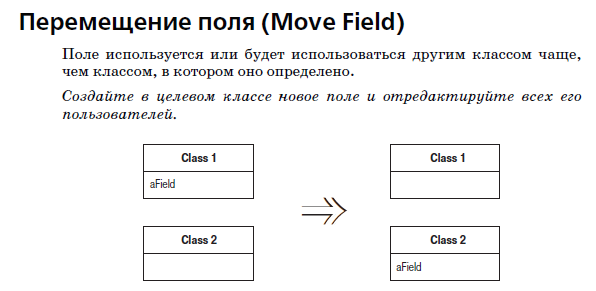 Перемещение поля (Move Field)
Поле используется или будет использоваться другим классом чаще,
чем классом, в котором оно определено.
Создайте в целевом классе новое поле и отредактируйте всех его
пользователей.
Class 1
aField
Class 2
Class 1
Class 2
aField